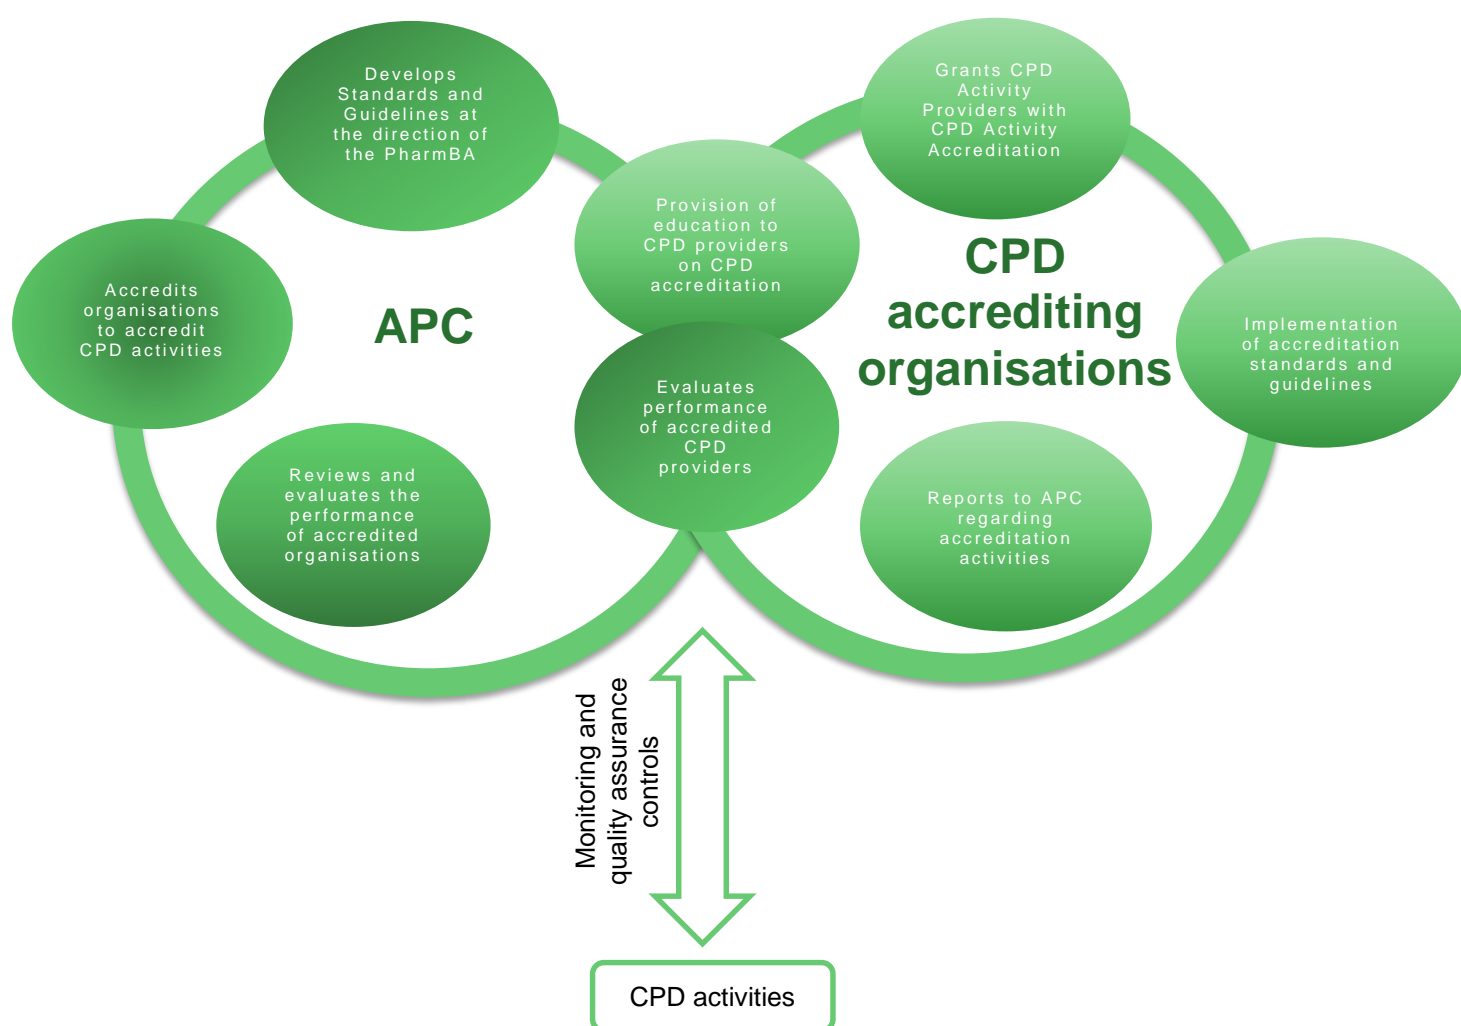 Develops
Standards and
Guidelines at
the direction of
the PharmBA
Accredits
organisations
to accredit
CPD activities
APC
Reviews and
evaluates the
performance
of accredited
organisations
Provision of
education to
CPD providers
on CPD
accreditation
Evaluates
performance
of accredited
CPD
providers
Grants CPD
Activity
Providers with
CPD Activity
Accreditation
CPD
accrediting
organisations
Implementation
of accreditation
standards and
guidelines
Reports to APC
regarding
accreditation
activities
Monitoring and
quality assurance
controls
CPD activities